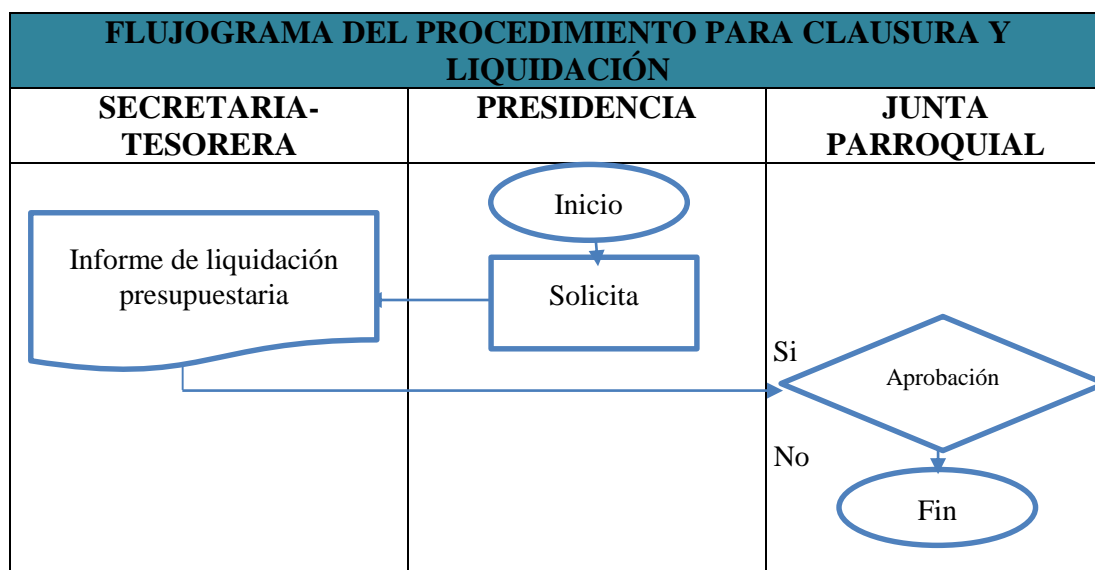 FLUJOGRAMA DEL PROCEDIMIENTO PARA CLAUSURA Y
LIQUIDACIÓN
SECRETARIA-
TESORERA
PRESIDENCIA
JUNTA
PARROQUIAL
Inicio
Informe de liquidación
presupuestaria
Solicita
Si
Aprobación
No
Fin